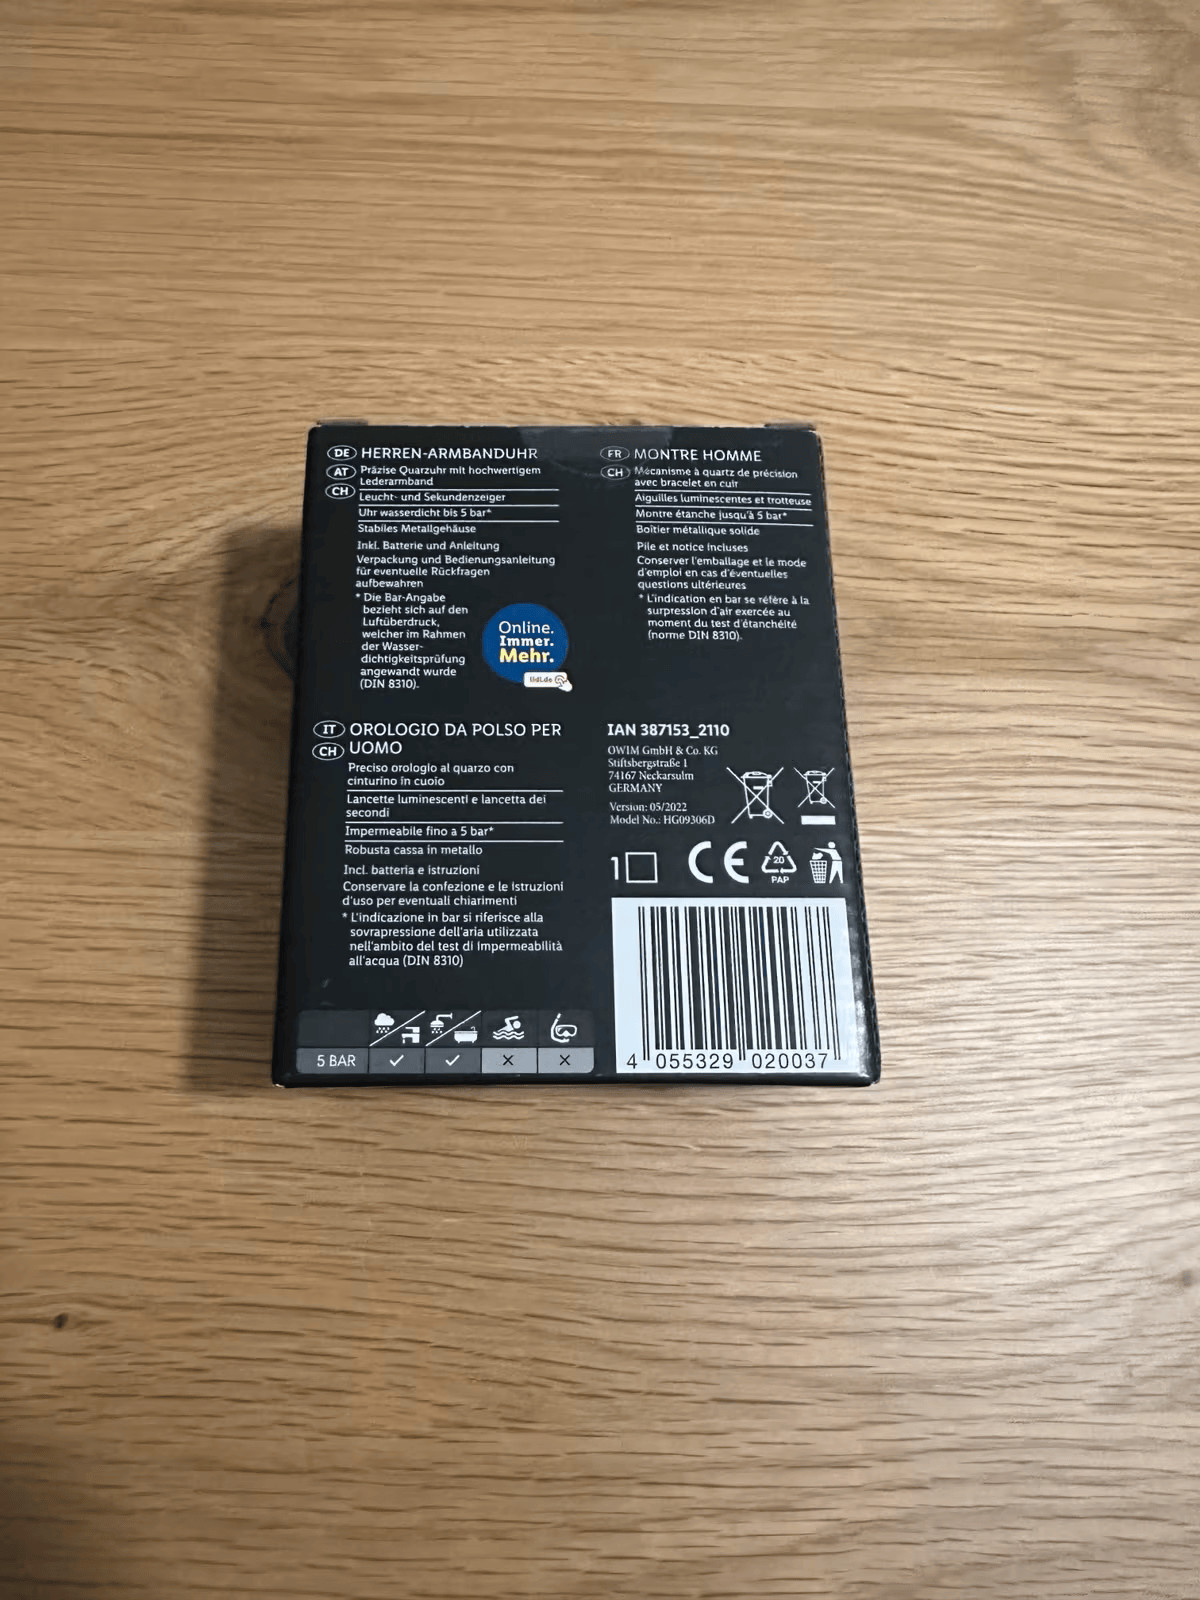 DE HERREN-ARMBANDUHR
AT Präzise Quarzuhr mit hochwertigem
Lederarmband
CH Leucht- und Sekundenzeiger
Uhr wasserdicht bis 5 bar*
Stabiles Metallgehäuse
Inkl. Batterie und Anleitung
Verpackung und Bedienungsanleitung
für eventuelle Rückfragen
aufbewahren
* Die Bar-Angabe
bezieht sich auf den
Luftüberdruck,
welcher im Rahmen
der Wasser-
dichtigkeitsprüfung
angewandt wurde
(DIN 8310).
Online.
Immer.
Mehr.
lidl.de
FR MONTRE HOMME
CH Mécanisme à quartz de précision
avec bracelet en cuir
Aiguilles luminescentes et trotteuse
Montre étanche jusqu'à 5 bar*
Boîtier métallique solide
Pile et notice incluses
Conserver l'emballage et le mode
d'emploi en cas d'éventuelles
questions ultérieures
* L'indication en bar se réfère à la
surpression d'air exercée au
moment du test d'étanchéité
(norme DIN 8310).
IT OROLOGIO DA POLSO PER
CH UOMO
Preciso orologio al quarzo con
cinturino in cuoio
Lancette luminescenti e lancetta dei
secondi
Impermeabile fino a 5 bar*
Robusta cassa in metallo
Incl. batteria e istruzioni
Conservare la confezione e le istruzioni
d'uso per eventuali chiarimenti
* L'indicazione in bar si riferisce alla
sovrapressione dell'aria utilizzata
nell'ambito del test di impermeabilità
all'acqua (DIN 8310)
5 BAR
IAN 387153_2110
OWIM GmbH & Co. KG
Stiftsbergstraße 1
74167 Neckarsulm
GERMANY
Version: 05/2022
Model No.: HG09306D
1
CE
20
PAP
4 055329 020037